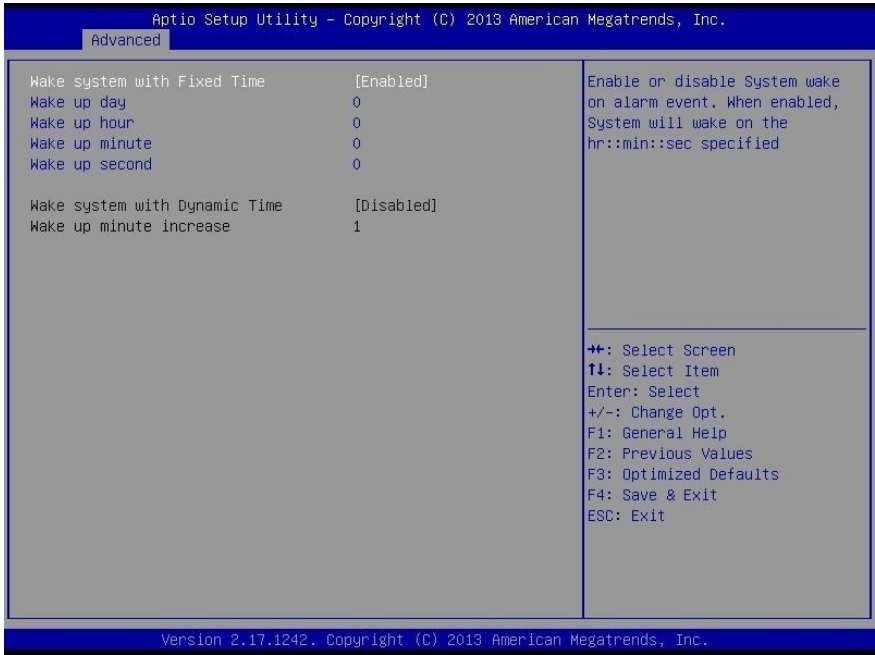 Aptio Setup Utility – Copyright (C) 2013 American Megatrends, Inc.
Advanced
Wake system with Fixed Time [Enabled]
Wake up day 0
Wake up hour 0
Wake up minute 0
Wake up second 0
Wake system with Dynamic Time [Disabled]
Wake up minute increase 1
Enable or disable System wake
on alarm event. When enabled,
System will wake on the
hr::min::sec specified
→←: Select Screen
↑↓: Select Item
Enter: Select
+/-: Change Opt.
F1: General Help
F2: Previous Values
F3: Optimized Defaults
F4: Save & Exit
ESC: Exit
Version 2.17.1242. Copyright (C) 2013 American Megatrends, Inc.